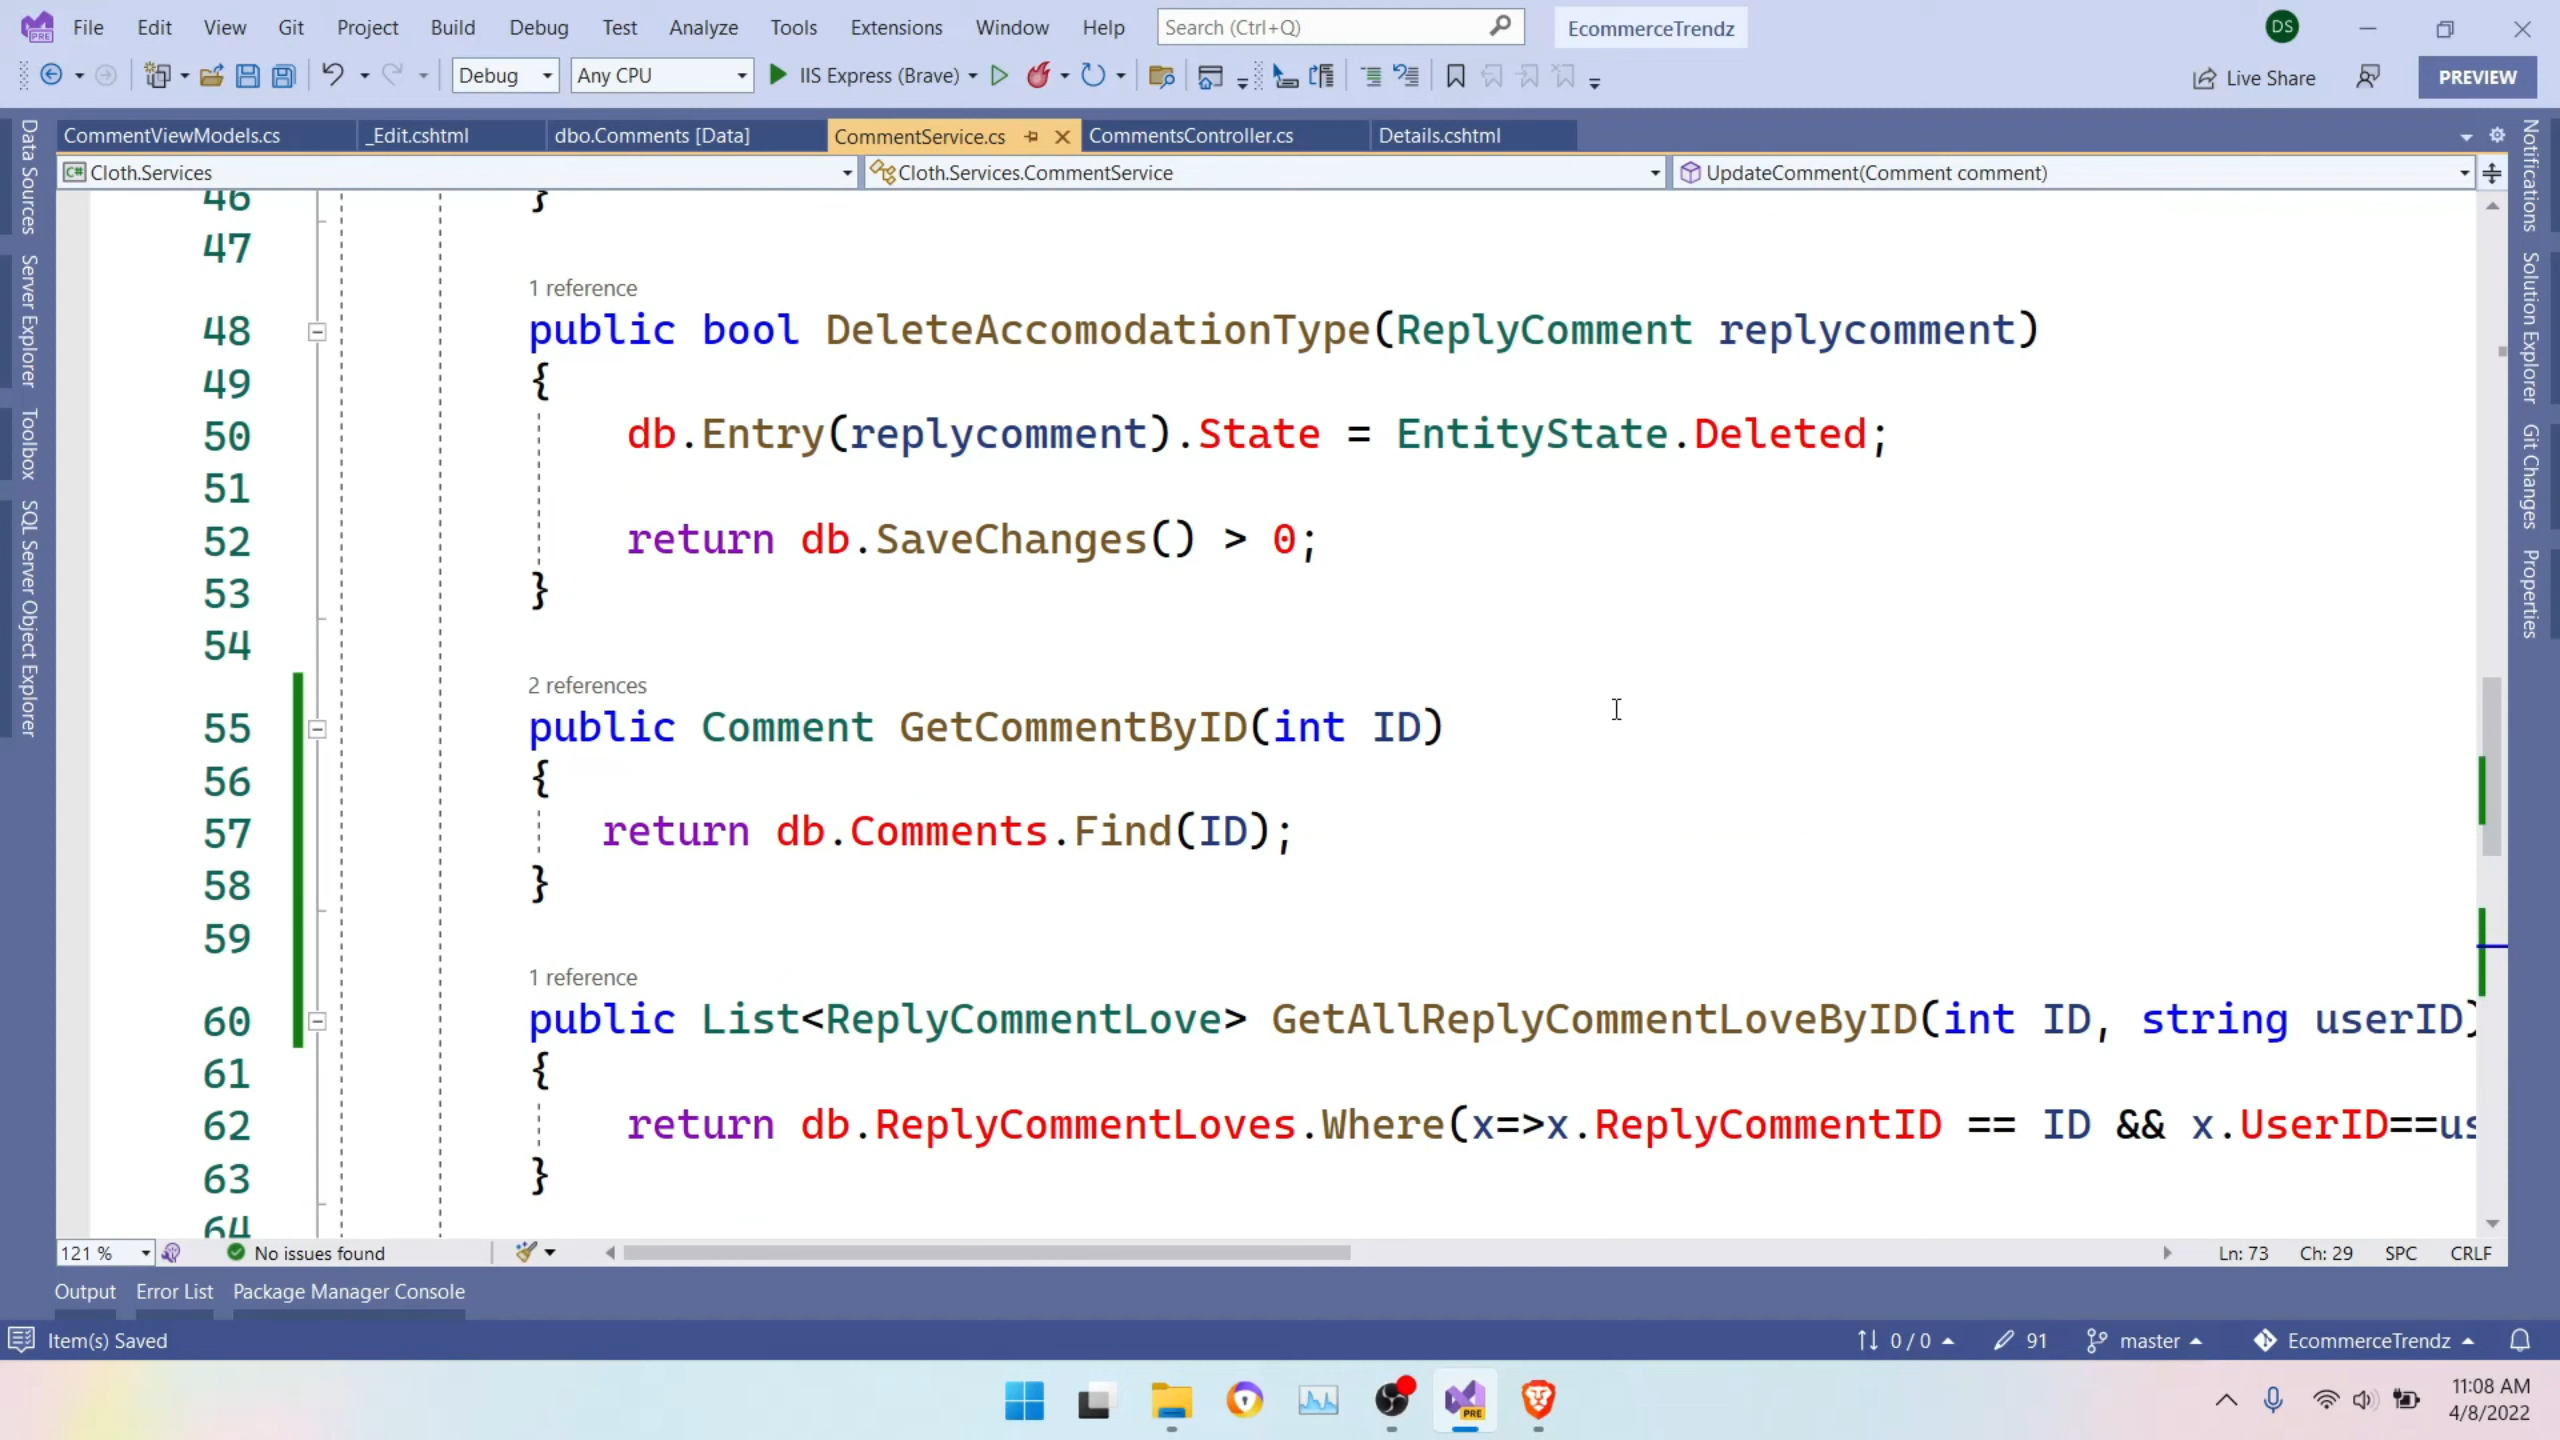 File Edit View Git Project Build Debug Test Analyze Tools Extensions Window Help Search (Ctrl+Q) EcommerceTrendz DS
Debug Any CPU IIS Express (Brave) Live Share PREVIEW
CommentViewModels.cs _Edit.cshtml dbo.Comments [Data] CommentService.cs CommentsController.cs Details.cshtml
Cloth.Services Cloth.Services.CommentService UpdateComment(Comment comment)
Data Sources
Server Explorer
Toolbox
SQL Server Object Explorer
46 }
47
1 reference
48 public bool DeleteAccomodationType(ReplyComment replycomment)
49 {
50 db.Entry(replycomment).State = EntityState.Deleted;
51
52 return db.SaveChanges() > 0;
53 }
54
2 references
55 public Comment GetCommentByID(int ID)
56 {
57 return db.Comments.Find(ID);
58 }
59
1 reference
60 public List<ReplyCommentLove> GetAllReplyCommentLoveByID(int ID, string userID)
61 {
62 return db.ReplyCommentLoves.Where(x=>x.ReplyCommentID == ID && x.UserID==us
63 }
64
Notifications
Solution Explorer
Git Changes
Properties
121 % No issues found Ln: 73 Ch: 29 SPC CRLF
Output Error List Package Manager Console
Item(s) Saved 0 / 0 91 master EcommerceTrendz
PRE
11:08 AM
4/8/2022